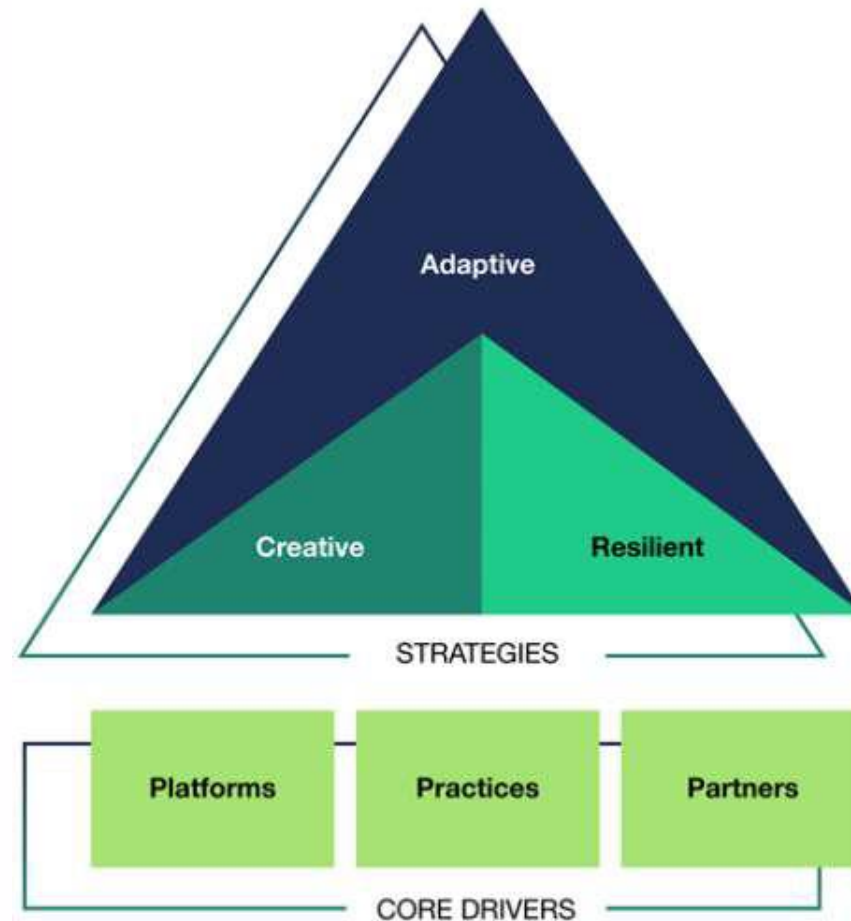 Adaptive
Creative
Resilient
STRATEGIES
Platforms
Practices
Partners
CORE DRIVERS